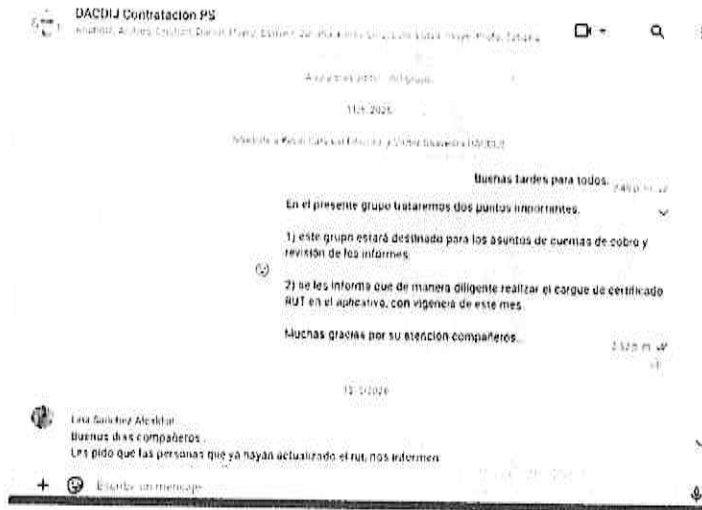 DACDIJ Contratación PS
11/5/2026
Buenas tardes para todos.
En el presente grupo trataremos dos puntos importantes.
1) este grupo estará destinado para los asuntos de cuentas de cobro y
revisión de los informes
2) se les informa que de manera diligente realizar el cargue de certificado
RUT en el aplicativo, con vigencia de este mes.
Muchas gracias por su atención compañeros.
12/5/2026
Buenos días compañeros .
Les pido que las personas que ya hayan actualizado el rut, nos informen
Escribe un mensaje